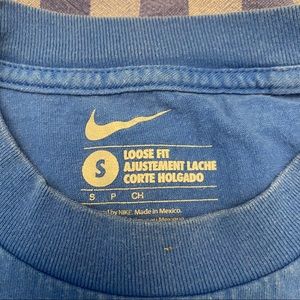 S
LOOSE FIT
AJUSTEMENT LACHE
CORTE HOLGADO
S P CH
by NIKE. Made in Mexico.